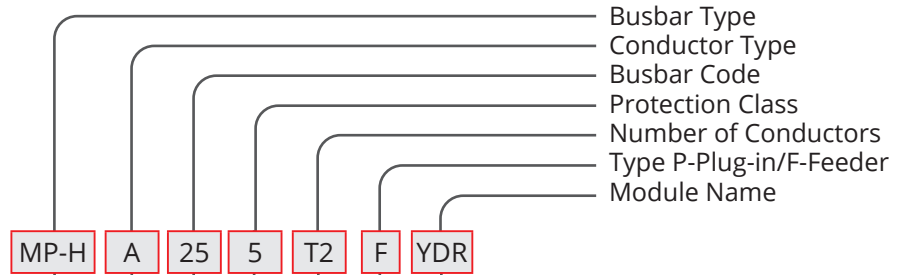 Busbar Type
Conductor Type
Busbar Code
Protection Class
Number of Conductors
Type P-Plug-in/F-Feeder
Module Name
MP-H A 25 5 T2 F YDR